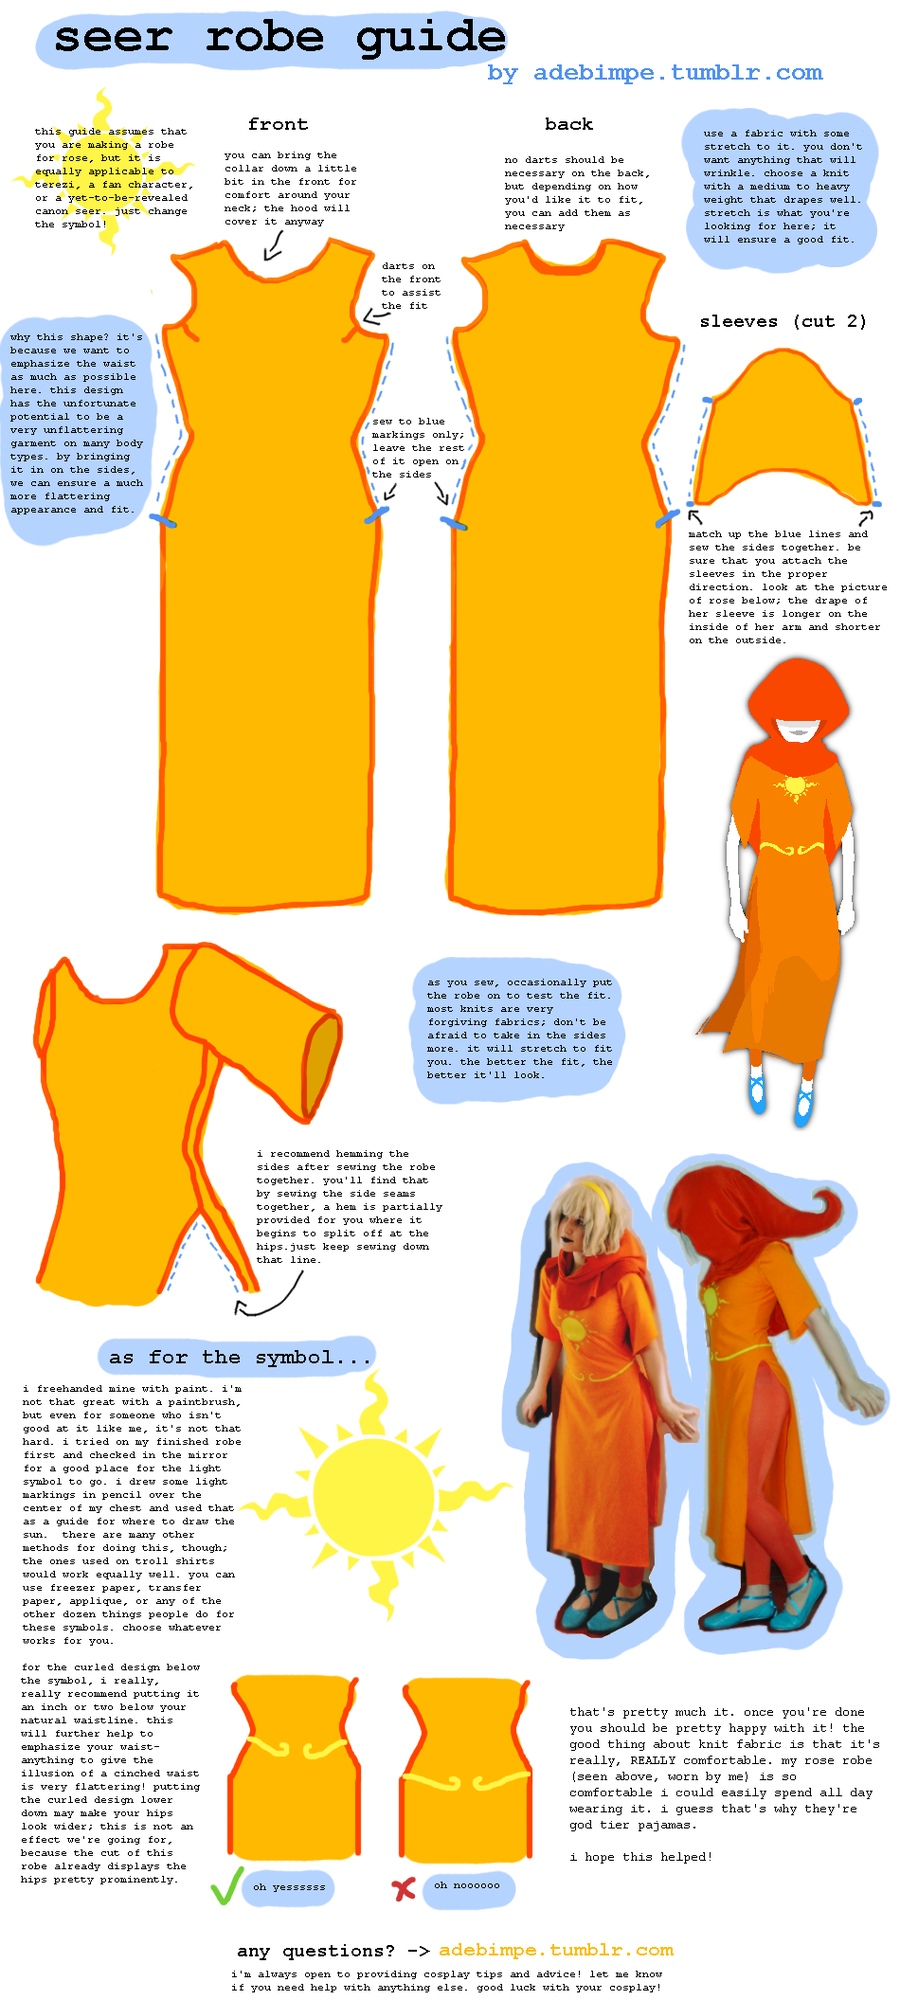 seer robe guide
by adebimpe.tumblr.com
this guide assumes that
you are making a robe
for rose, but it is
equally applicable to
terezi, a fan character,
or a yet-to-be-revealed
canon seer. just change
the symbol!
front
you can bring the
collar down a little
bit in the front for
comfort around your
neck; the hood will
cover it anyway
back
no darts should be
necessary on the back,
but depending on how
you'd like it to fit,
you can add them as
necessary
use a fabric with some
stretch to it. you don't
want anything that will
wrinkle. choose a knit
with a medium to heavy
weight that drapes well.
stretch is what you're
looking for here; it
will ensure a good fit.
darts on
the front
to assist
the fit
why this shape? it's
because we want to
emphasize the waist
as much as possible
here. this design
has the unfortunate
potential to be a
very unflattering
garment on many body
types. by bringing
it in on the sides,
we can ensure a much
more flattering
appearance and fit.
sew to blue
markings only;
leave the rest
of it open on
the sides
sleeves (cut 2)
match up the blue lines and
sew the sides together. be
sure that you attach the
sleeves in the proper
direction. look at the picture
of rose below; the drape of
her sleeve is longer on the
inside of her arm and shorter
on the outside.
as you sew, occasionally put
the robe on to test the fit.
most knits are very
forgiving fabrics; don't be
afraid to take in the sides
more. it will stretch to fit
you. the better the fit, the
better it'll look.
i recommend hemming the
sides after sewing the robe
together. you'll find that
by sewing the side seams
together, a hem is partially
provided for you where it
begins to split off at the
hips.just keep sewing down
that line.
as for the symbol...
i freehanded mine with paint. i'm
not that great with a paintbrush,
but even for someone who isn't
good at it like me, it's not that
hard. i tried on my finished robe
first and checked in the mirror
for a good place for the light
symbol to go. i drew some light
markings in pencil over the
center of my chest and used that
as a guide for where to draw the
sun.  there are many other
methods for doing this, though;
the ones used on troll shirts
would work equally well. you can
use freezer paper, transfer
paper, applique, or any of the
other dozen things people do for
these symbols. choose whatever
works for you.
for the curled design below
the symbol, i really,
really recommend putting it
an inch or two below your
natural waistline. this
will further help to
emphasize your waist-
anything to give the
illusion of a cinched waist
is very flattering! putting
the curled design lower
down may make your hips
look wider; this is not an
effect we're going for,
because the cut of this
robe already displays the
hips pretty prominently.
oh yessssss
oh noooooo
that's pretty much it. once you're done
you should be pretty happy with it! the
good thing about knit fabric is that it's
really, REALLY comfortable. my rose robe
(seen above, worn by me) is so
comfortable i could easily spend all day
wearing it. i guess that's why they're
god tier pajamas.
i hope this helped!
any questions? -> adebimpe.tumblr.com
i'm always open to providing cosplay tips and advice! let me know
if you need help with anything else. good luck with your cosplay!